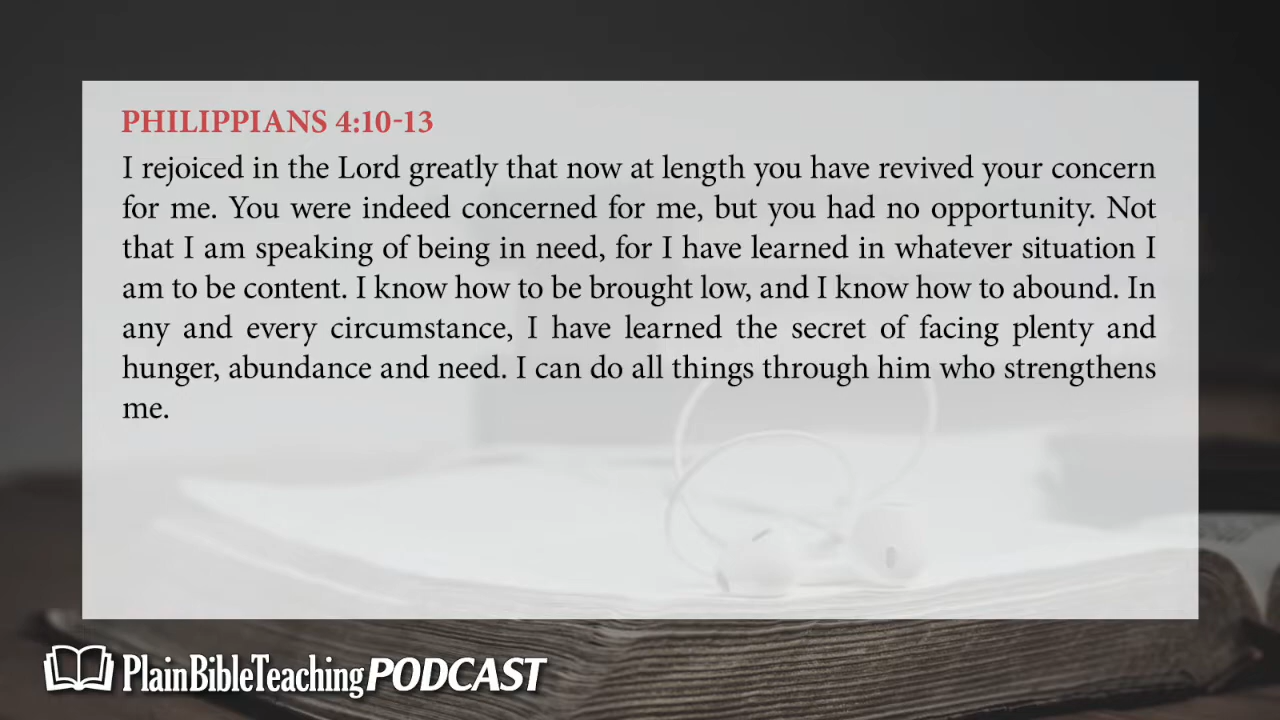 PHILIPPIANS 4:10-13
I rejoiced in the Lord greatly that now at length you have revived your concern
for me. You were indeed concerned for me, but you had no opportunity. Not
that I am speaking of being in need, for I have learned in whatever situation I
am to be content. I know how to be brought low, and I know how to abound. In
any and every circumstance, I have learned the secret of facing plenty and
hunger, abundance and need. I can do all things through him who strengthens
me.
PlainBibleTeaching PODCAST